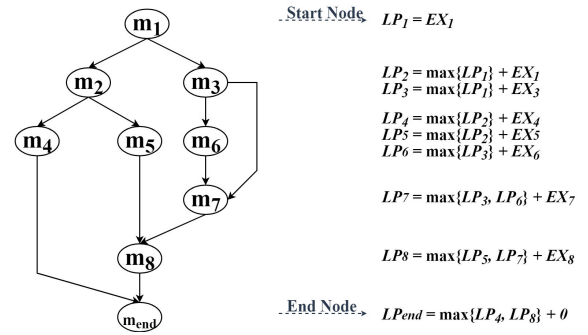 m1
Start Node
LP1 = EX1
m2
m3
LP2 = max{LP1} + EX1
LP3 = max{LP1} + EX3
m4
m5
m6
LP4 = max{LP2} + EX4
LP5 = max{LP2} + EX5
LP6 = max{LP3} + EX6
m7
LP7 = max{LP3, LP6} + EX7
m8
LP8 = max{LP5, LP7} + EX8
mend
End Node
LPend = max{LP4, LP8} + 0